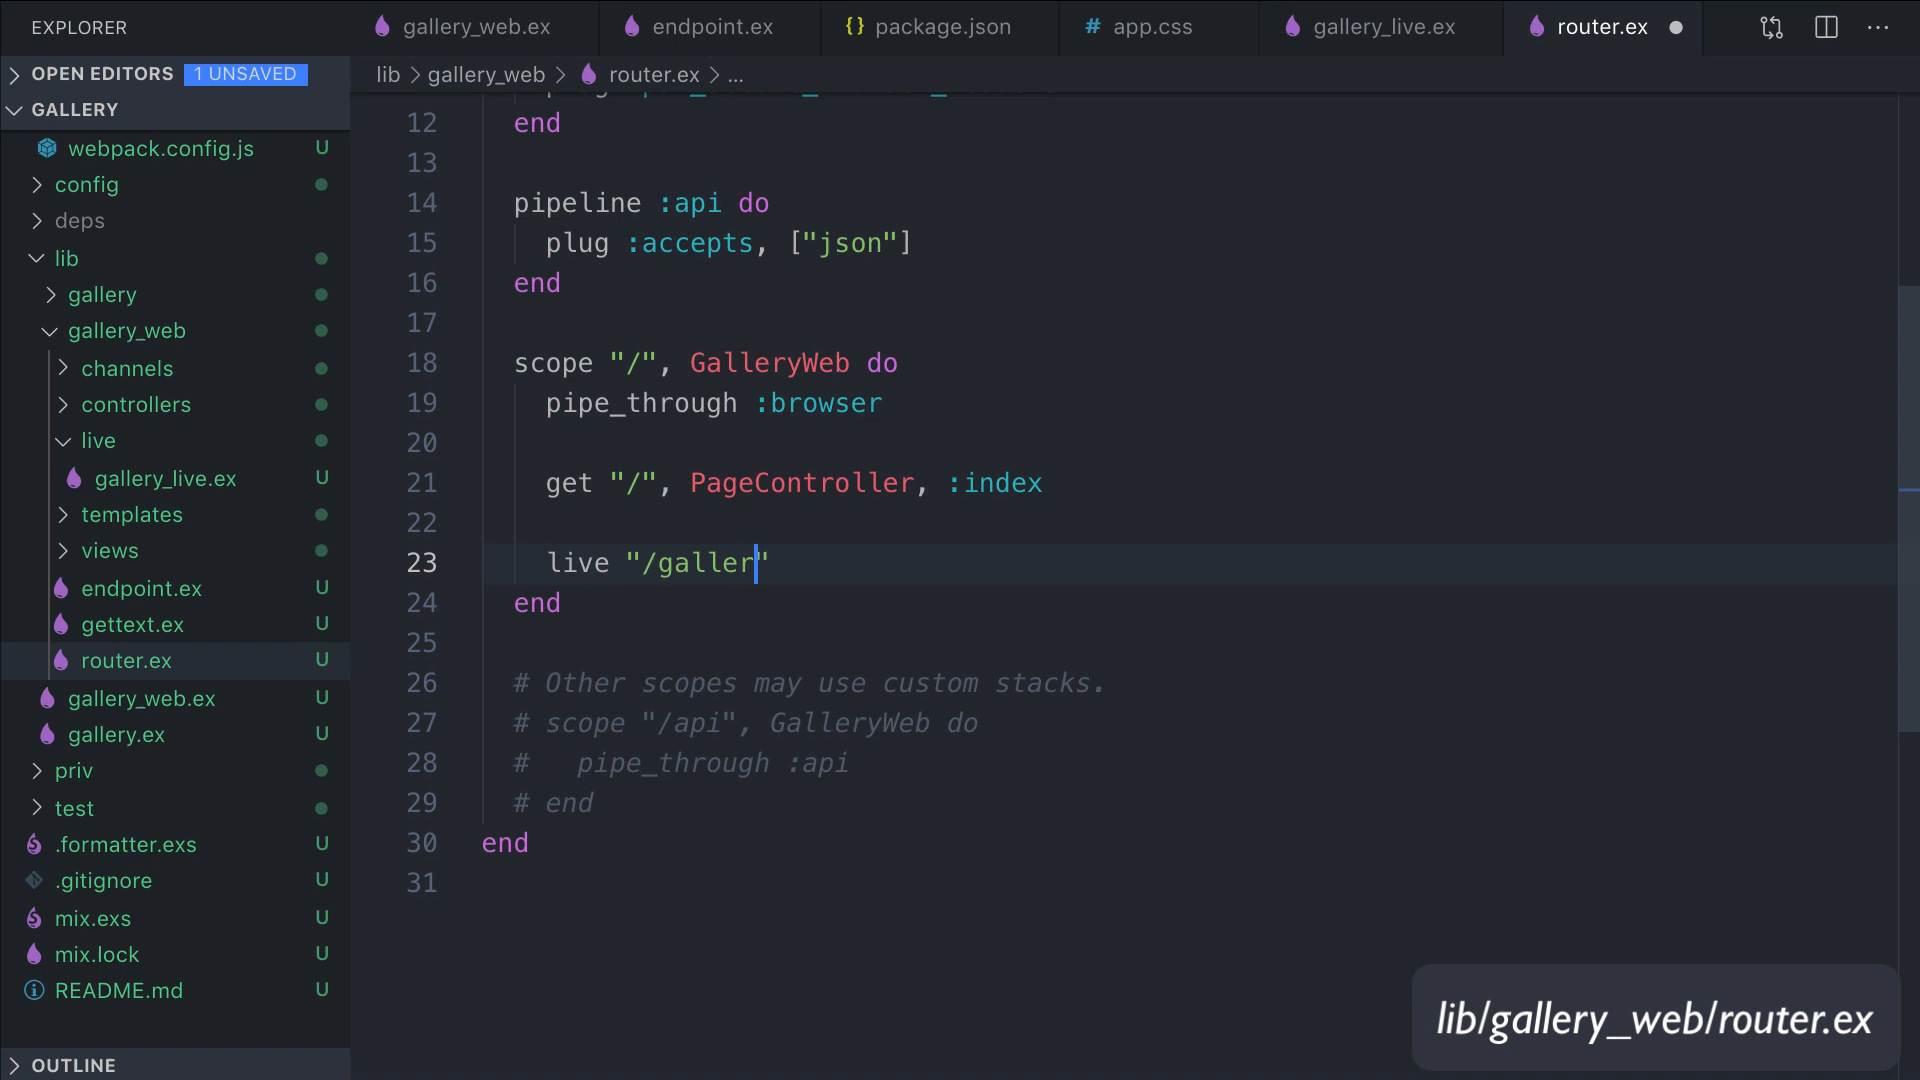 EXPLORER
OPEN EDITORS 1 UNSAVED
GALLERY
webpack.config.js U
config
deps
lib
gallery
gallery_web
channels
controllers
live
gallery_live.ex U
templates
views
endpoint.ex U
gettext.ex U
router.ex U
gallery_web.ex U
gallery.ex U
priv
test
.formatter.exs U
.gitignore U
mix.exs U
mix.lock U
README.md U
OUTLINE
gallery_web.ex endpoint.ex {} package.json # app.css gallery_live.ex router.ex
lib > gallery_web > router.ex > ...
12 end
13
14 pipeline :api do
15 plug :accepts, ["json"]
16 end
17
18 scope "/", GalleryWeb do
19 pipe_through :browser
20
21 get "/", PageController, :index
22
23 live "/galler"
24 end
25
26 # Other scopes may use custom stacks.
27 # scope "/api", GalleryWeb do
28 #   pipe_through :api
29 # end
30 end
31
lib/gallery_web/router.ex